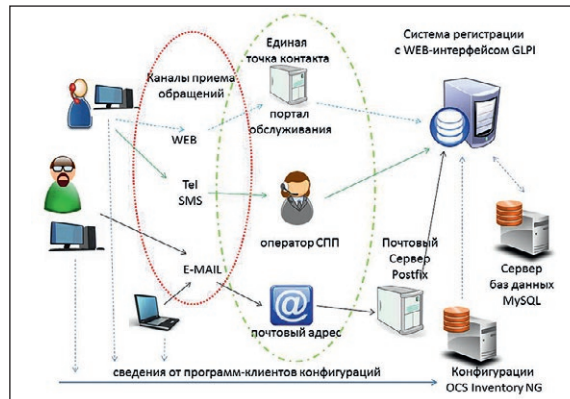 Каналы приема
обращений
WEB
Tel
SMS
E-MAIL
Единая
точка контакта
портал
обслуживания
оператор СПП
почтовый адрес
Система регистрации
с WEB-интерфейсом GLPI
Почтовый
Сервер
Postfix
Сервер
баз данных
MySQL
Конфигурации
OCS Inventory NG
сведения от программ-клиентов конфигураций